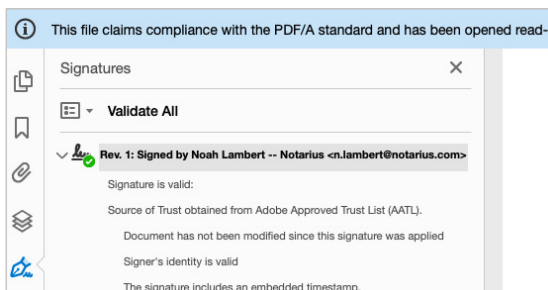 This file claims compliance with the PDF/A standard and has been opened read-
Signatures
Validate All
Rev. 1: Signed by Noah Lambert -- Notarius <n.lambert@notarius.com>
Signature is valid:
Source of Trust obtained from Adobe Approved Trust List (AATL).
Document has not been modified since this signature was applied
Signer's identity is valid
The signature includes an embedded timestamp.